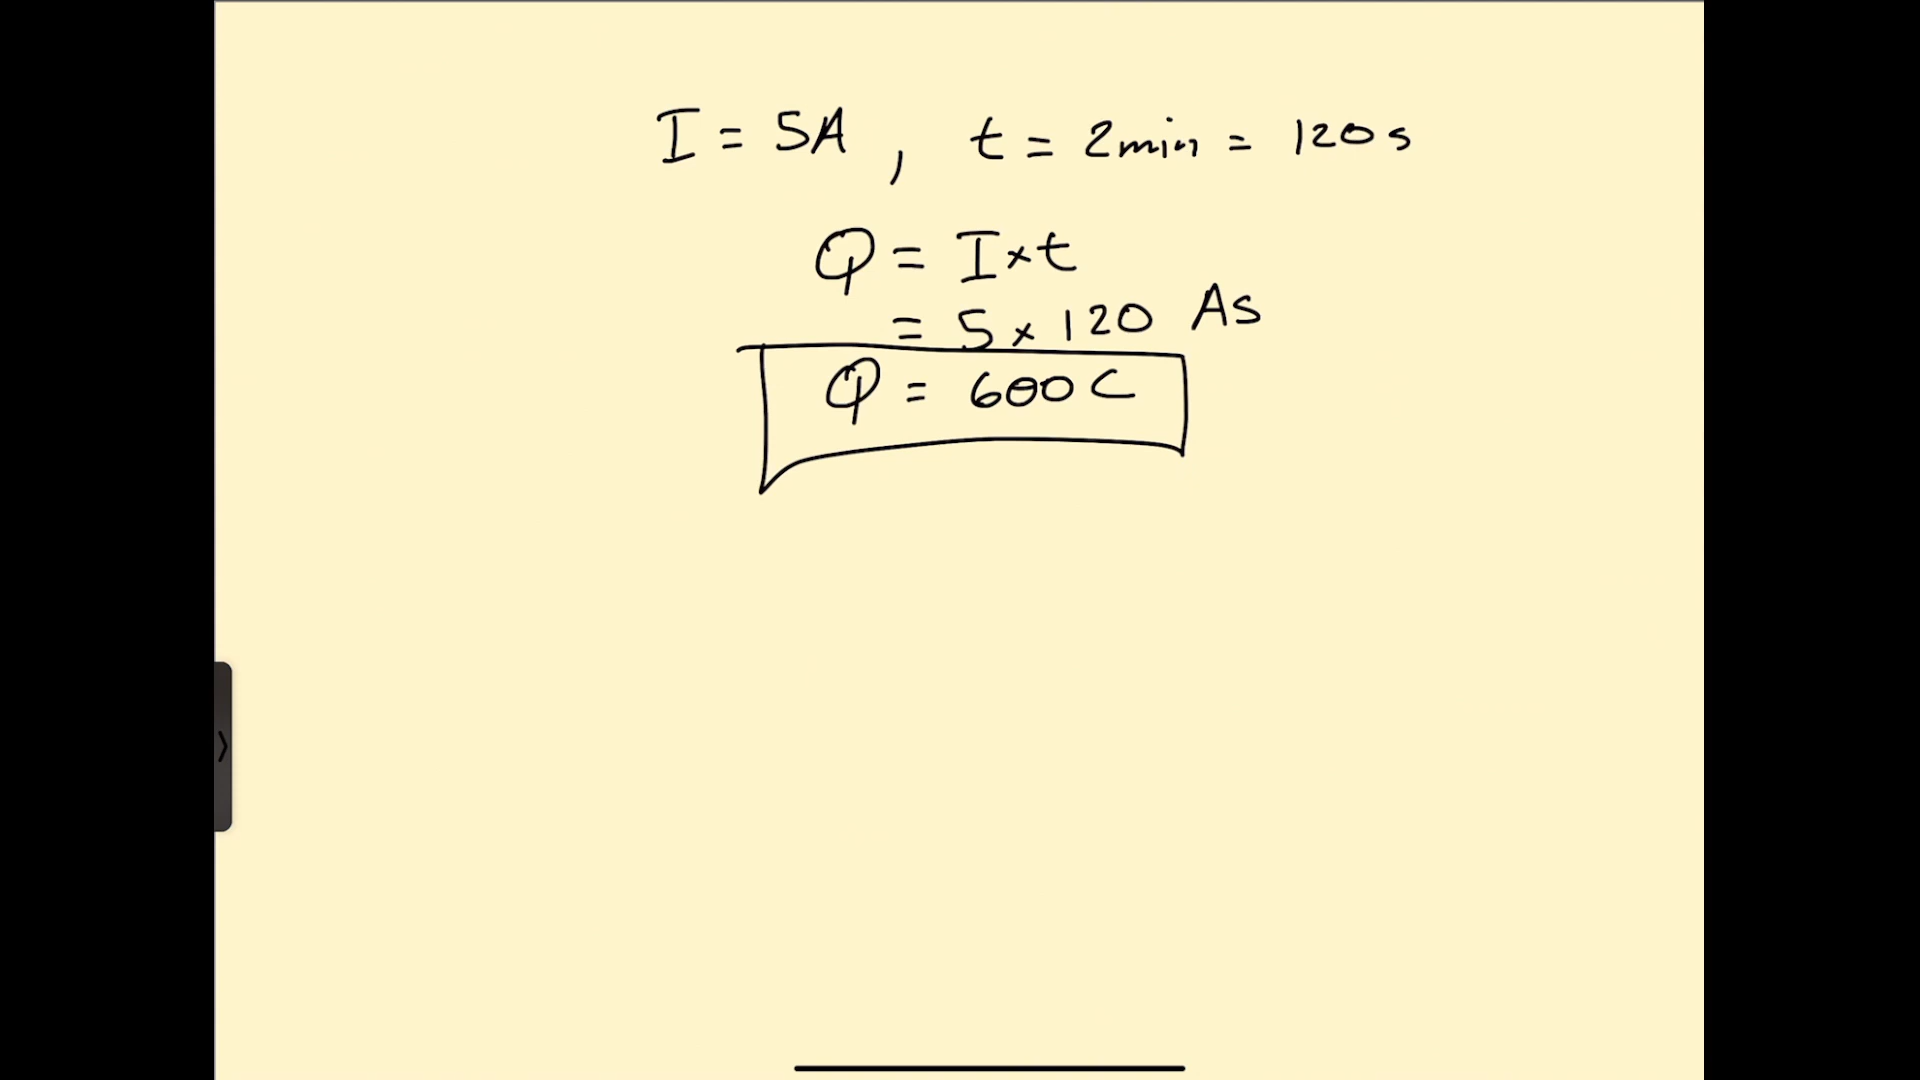 I = 5A , t = 2min = 120s
Q = I×t
= 5 × 120 As
Q = 600C